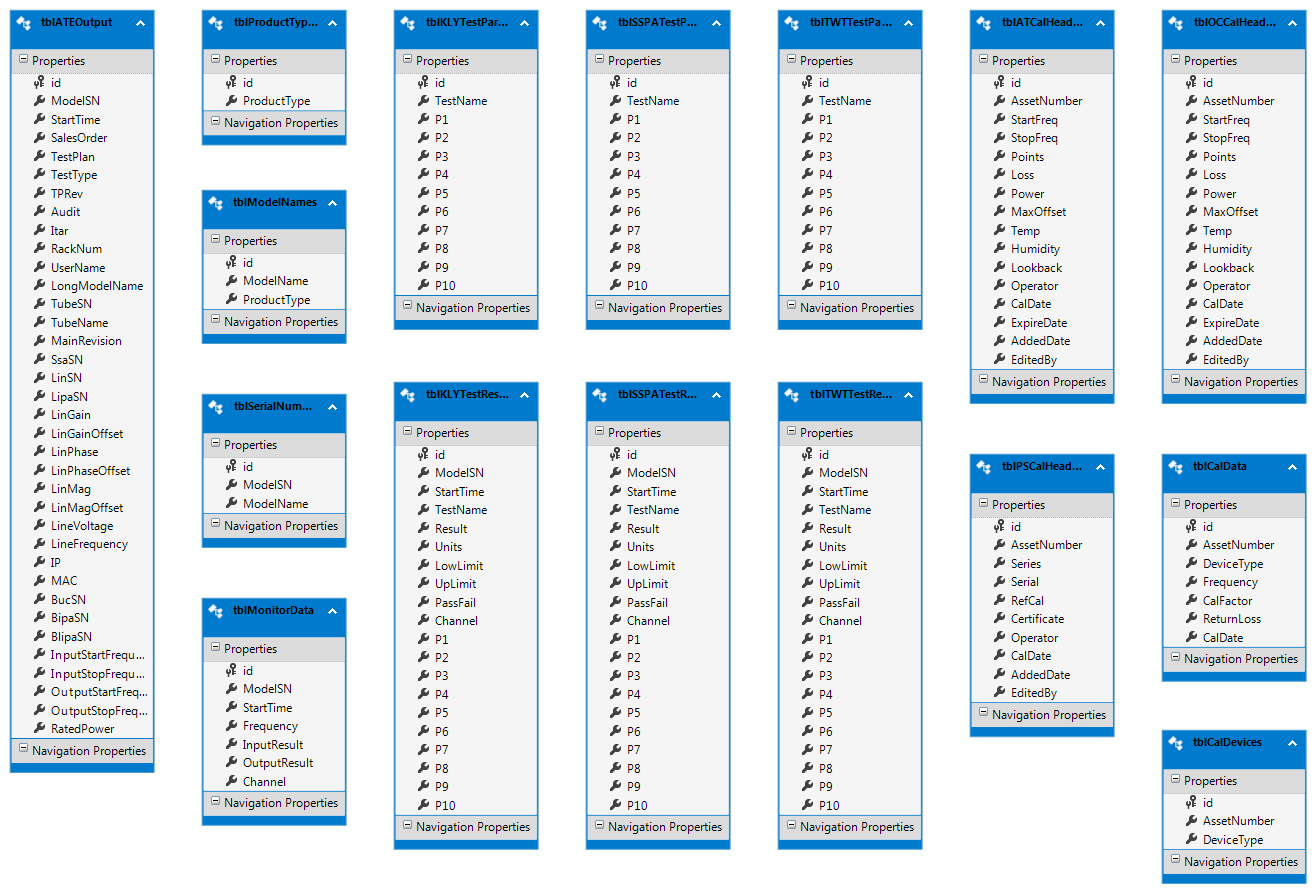 tblATEOutput
Properties
id
ModelSN
StartTime
SalesOrder
TestPlan
TestType
TPRev
Audit
Itar
RackNum
UserName
LongModelName
TubeSN
TubeName
MainRevision
SsaSN
LinSN
LipaSN
LinGain
LinGainOffset
LinPhase
LinPhaseOffset
LinMag
LinMagOffset
LineVoltage
LineFrequency
IP
MAC
BucSN
BipaSN
BlipaSN
InputStartFrequ...
InputStopFrequ...
OutputStartFreq...
OutputStopFreq...
RatedPower
Navigation Properties
tblProductTyp...
Properties
id
ProductType
Navigation Properties
tblModelNames
Properties
id
ModelName
ProductType
Navigation Properties
tblSerialNum...
Properties
id
ModelSN
ModelName
Navigation Properties
tblMonitorData
Properties
id
ModelSN
StartTime
Frequency
InputResult
OutputResult
Channel
Navigation Properties
tblKLYTestPar...
Properties
id
TestName
P1
P2
P3
P4
P5
P6
P7
P8
P9
P10
Navigation Properties
tblKLYTestRes...
Properties
id
ModelSN
StartTime
TestName
Result
Units
LowLimit
UpLimit
PassFail
Channel
P1
P2
P3
P4
P5
P6
P7
P8
P9
P10
Navigation Properties
tblSSPATestP...
Properties
id
TestName
P1
P2
P3
P4
P5
P6
P7
P8
P9
P10
Navigation Properties
tblSSPATestR...
Properties
id
ModelSN
StartTime
TestName
Result
Units
LowLimit
UpLimit
PassFail
Channel
P1
P2
P3
P4
P5
P6
P7
P8
P9
P10
Navigation Properties
tblTWTTestPa...
Properties
id
TestName
P1
P2
P3
P4
P5
P6
P7
P8
P9
P10
Navigation Properties
tblTWTTestRe...
Properties
id
ModelSN
StartTime
TestName
Result
Units
LowLimit
UpLimit
PassFail
Channel
P1
P2
P3
P4
P5
P6
P7
P8
P9
P10
Navigation Properties
tblATCalHead...
Properties
id
AssetNumber
StartFreq
StopFreq
Points
Loss
Power
MaxOffset
Temp
Humidity
Lookback
Operator
CalDate
ExpireDate
AddedDate
EditedBy
Navigation Properties
tblPSCalHead...
Properties
id
AssetNumber
Series
Serial
RefCal
Certificate
Operator
CalDate
AddedDate
EditedBy
Navigation Properties
tblOCCalHead...
Properties
id
AssetNumber
StartFreq
StopFreq
Points
Loss
Power
MaxOffset
Temp
Humidity
Lookback
Operator
CalDate
ExpireDate
AddedDate
EditedBy
Navigation Properties
tblCalData
Properties
id
AssetNumber
DeviceType
Frequency
CalFactor
ReturnLoss
CalDate
Navigation Properties
tblCalDevices
Properties
id
AssetNumber
DeviceType
Navigation Properties